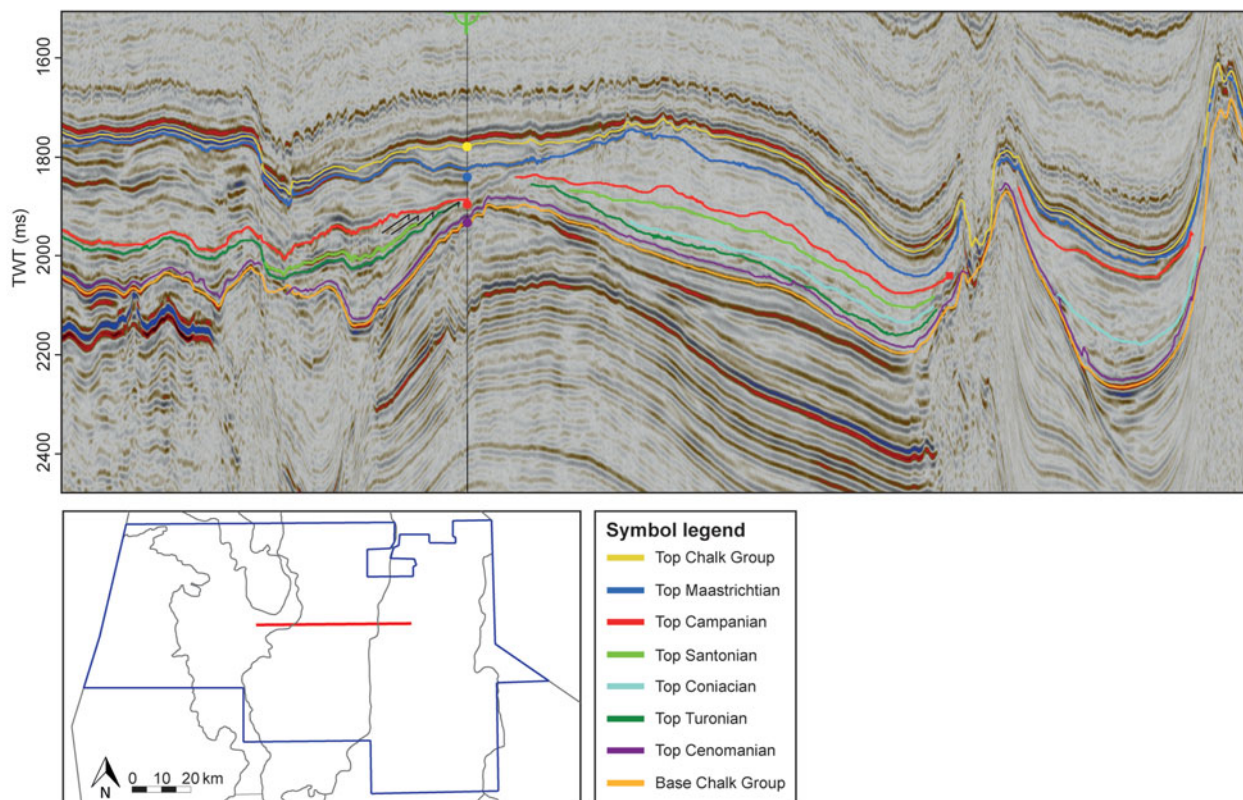 1600
1800
2000
2200
2400
TWT (ms)
N
0 10 20 km
Symbol legend
Top Chalk Group
Top Maastrichtian
Top Campanian
Top Santonian
Top Coniacian
Top Turonian
Top Cenomanian
Base Chalk Group